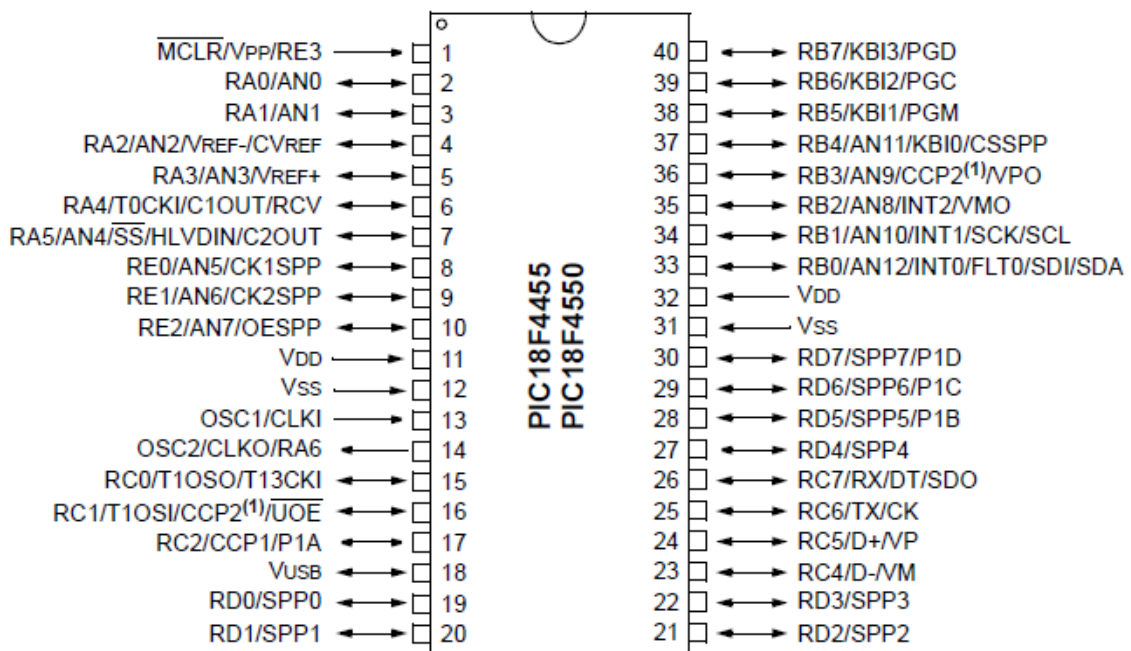 MCLR/VPP/RE3 1
RA0/AN0 2
RA1/AN1 3
RA2/AN2/VREF-/CVREF 4
RA3/AN3/VREF+ 5
RA4/T0CKI/C1OUT/RCV 6
RA5/AN4/SS/HLVDIN/C2OUT 7
RE0/AN5/CK1SPP 8
RE1/AN6/CK2SPP 9
RE2/AN7/OESPP 10
VDD 11
VSS 12
OSC1/CLKI 13
OSC2/CLKO/RA6 14
RC0/T1OSO/T13CKI 15
RC1/T1OSI/CCP2(1)/UOE 16
RC2/CCP1/P1A 17
VUSB 18
RD0/SPP0 19
RD1/SPP1 20
PIC18F4455
PIC18F4550
40 RB7/KBI3/PGD
39 RB6/KBI2/PGC
38 RB5/KBI1/PGM
37 RB4/AN11/KBI0/CSSPP
36 RB3/AN9/CCP2(1)/VPO
35 RB2/AN8/INT2/VMO
34 RB1/AN10/INT1/SCK/SCL
33 RB0/AN12/INT0/FLT0/SDI/SDA
32 VDD
31 VSS
30 RD7/SPP7/P1D
29 RD6/SPP6/P1C
28 RD5/SPP5/P1B
27 RD4/SPP4
26 RC7/RX/DT/SDO
25 RC6/TX/CK
24 RC5/D+/VP
23 RC4/D-/VM
22 RD3/SPP3
21 RD2/SPP2